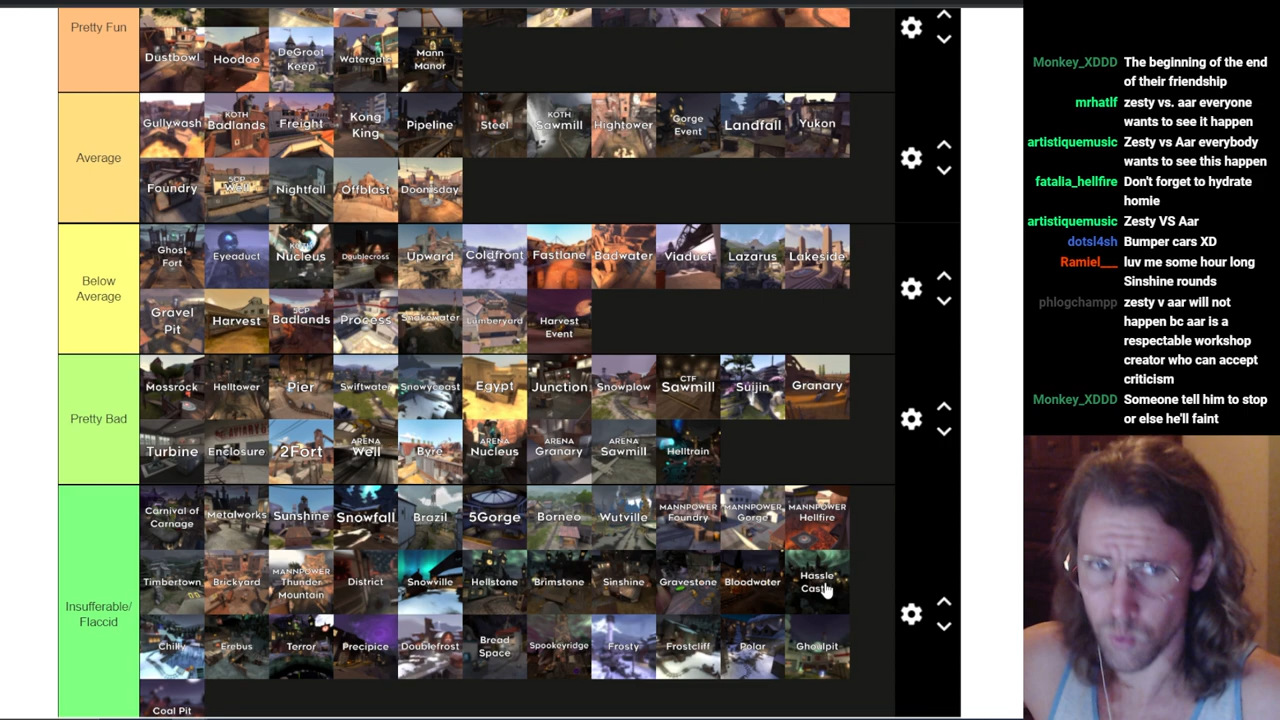 Pretty Fun
Dustbowl Hoodoo DeGroot Keep Watergate Mann Manor
Average
Gullywash KOTH Badlands Freight Kong King Pipeline Steel KOTH Sawmill Hightower Gorge Event Landfall Yukon
Foundry 5CP Well Nightfall Offblast Doomsday
Below Average
Ghost Fort Eyeaduct KOTH Nucleus Doublecross Upward Coldfront Fastlane Badwater Viaduct Lazarus Lakeside
Gravel Pit Harvest 5CP Badlands Process Snakewater Lumberyard Harvest Event
Pretty Bad
Mossrock Helltower Pier Swiftwater Snowycoast Egypt Junction Snowplow CTF Sawmill Suijin Granary
Turbine Enclosure 2Fort ARENA Well Byre ARENA Nucleus ARENA Granary ARENA Sawmill Helltrain
Insufferable/ Flaccid
Carnival of Carnage Metalworks Sunshine Snowfall Brazil 5Gorge Borneo Wutville MANNPOWER Foundry MANNPOWER Gorge MANNPOWER Hellfire
Timbertown Brickyard MANNPOWER Thunder Mountain District Snowville Hellstone Brimstone Sinshine Gravestone Bloodwater Hassle Castle
Chilly Erebus Terror Precipice Doublefrost Bread Space Spookeyridge Frosty Frostcliff Polar Ghoulpit
Coal Pit
Monkey_XDDD The beginning of the end
of their friendship
mrhatlf zesty vs. aar everyone
wants to see it happen
artistiquemusic Zesty vs Aar everybody
wants to see this happen
fatalia_hellfire Don't forget to hydrate
homie
artistiquemusic Zesty VS Aar
dotsl4sh Bumper cars XD
Ramiel___ luv me some hour long
Sinshine rounds
phlogchampp zesty v aar will not
happen bc aar is a
respectable workshop
creator who can accept
criticism
Monkey_XDDD Someone tell him to stop
or else he'll faint